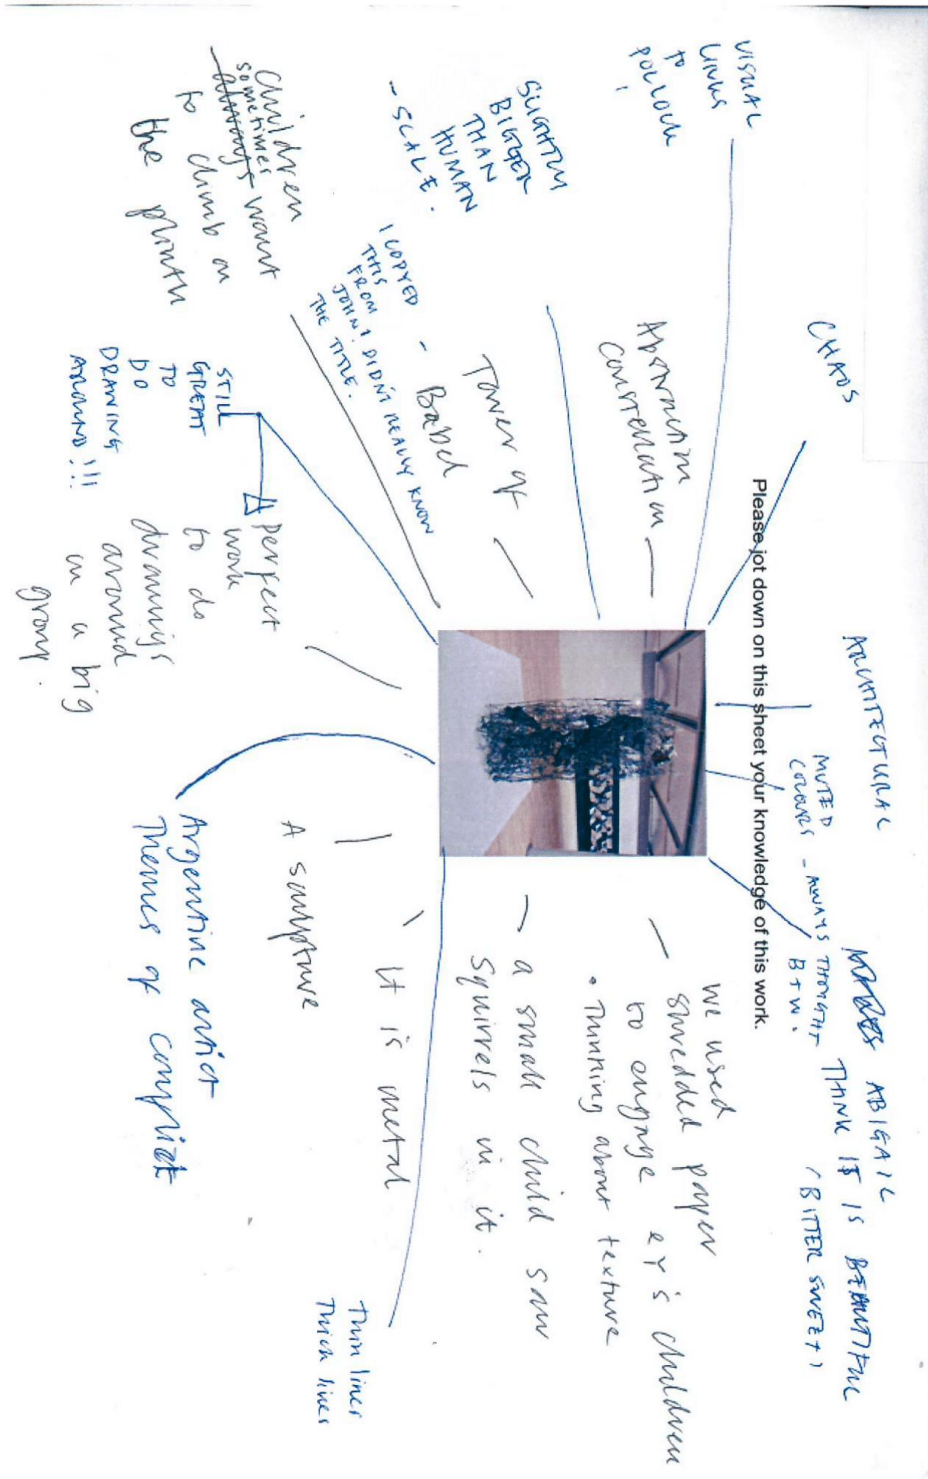 Please jot down on this sheet your knowledge of this work.
VISUAL
LINKS
TO
POLLOCK
!
CHAOS
ARCHITECTURAL
ABIGAIL
THINK IS IS BEAUTIFUL
(BITTER SWEET)
MUTED
COLOURS - ALWAYS THOUGHT
B+W.
SLIGHTLY
BIGGER
THAN
HUMAN
- SCALE.
Abstraction
Consternation
Tower of
- Babel
I COPYED
THIS
FROM
JOHN I DIDN'T REALLY KNOW
THE TITLE.
Children
sometimes
always want
to climb on
the plinth
STILL
GREAT
TO
DO
DRAWING
AROUND!!!
perfect
work
to do
drawings
around
in a big
group.
we used
shredded paper
to engage EY's children
• Thinking about texture
a small child saw
squirrels in it.
It is metal
A sculpture
Argentine artist
Themes of conflict
Thin lines
Thick lines